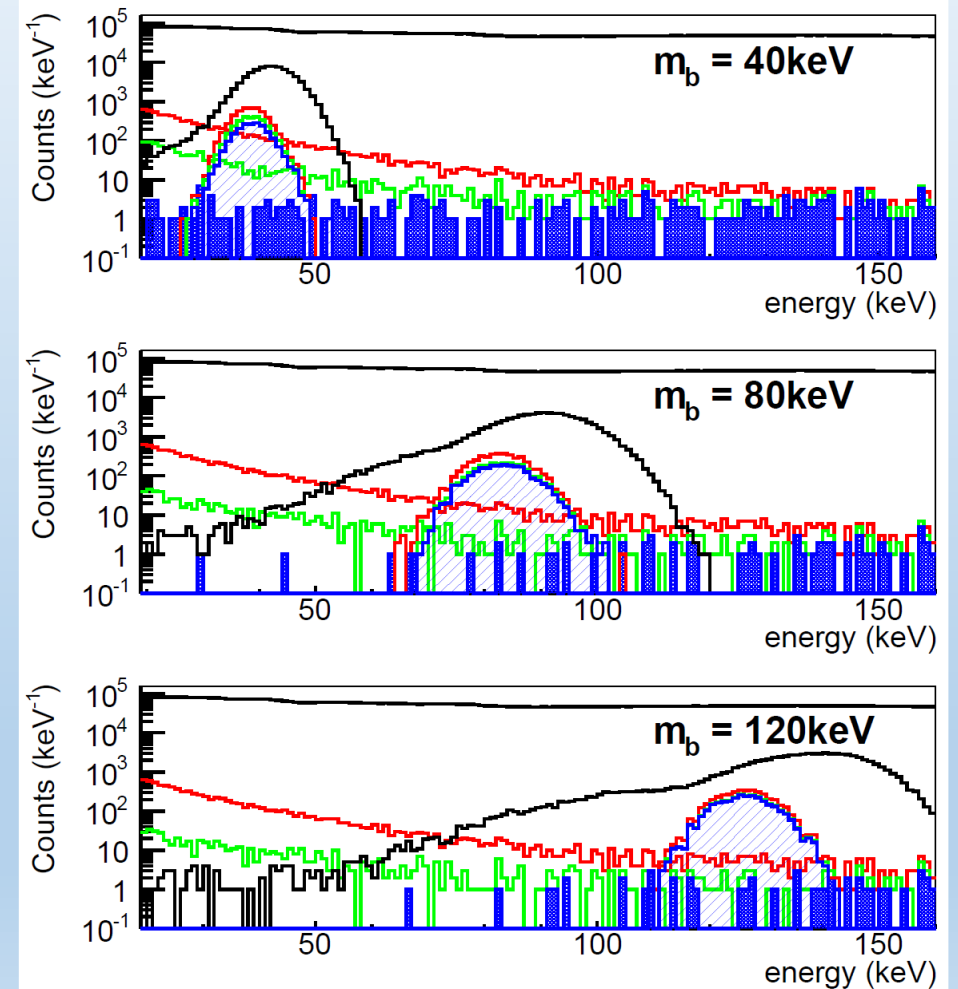 Counts (keV⁻¹)
10⁵
10⁴
10³
10²
10
1
10⁻¹
m_b = 40keV
50 100 150
energy (keV)
Counts (keV⁻¹)
10⁵
10⁴
10³
10²
10
1
10⁻¹
m_b = 80keV
50 100 150
energy (keV)
Counts (keV⁻¹)
10⁵
10⁴
10³
10²
10
1
10⁻¹
m_b = 120keV
50 100 150
energy (keV)